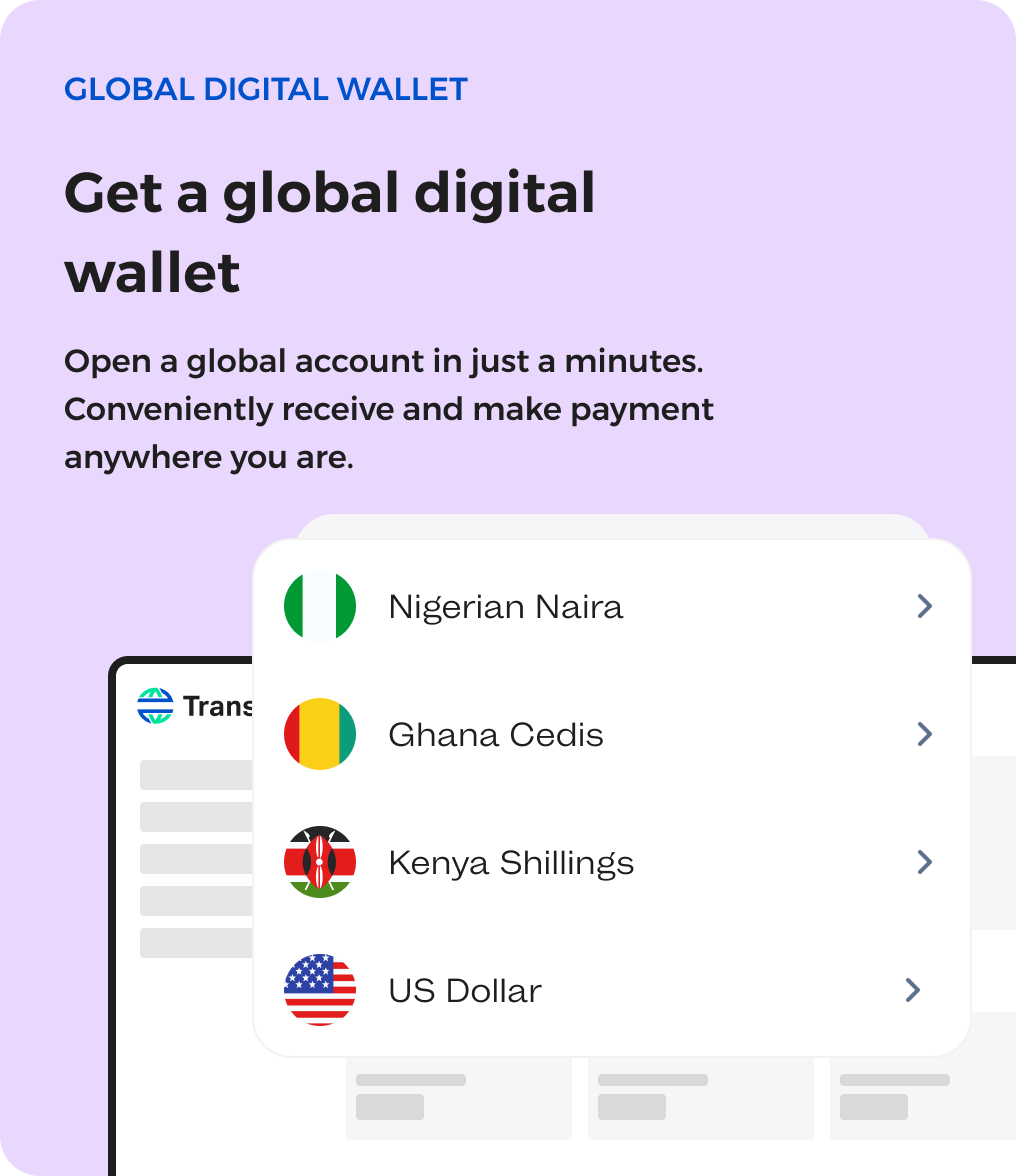 GLOBAL DIGITAL WALLET
Get a global digital
wallet
Open a global account in just a minutes.
Conveniently receive and make payment
anywhere you are.
Nigerian Naira
Trans
Ghana Cedis
Kenya Shillings
US Dollar